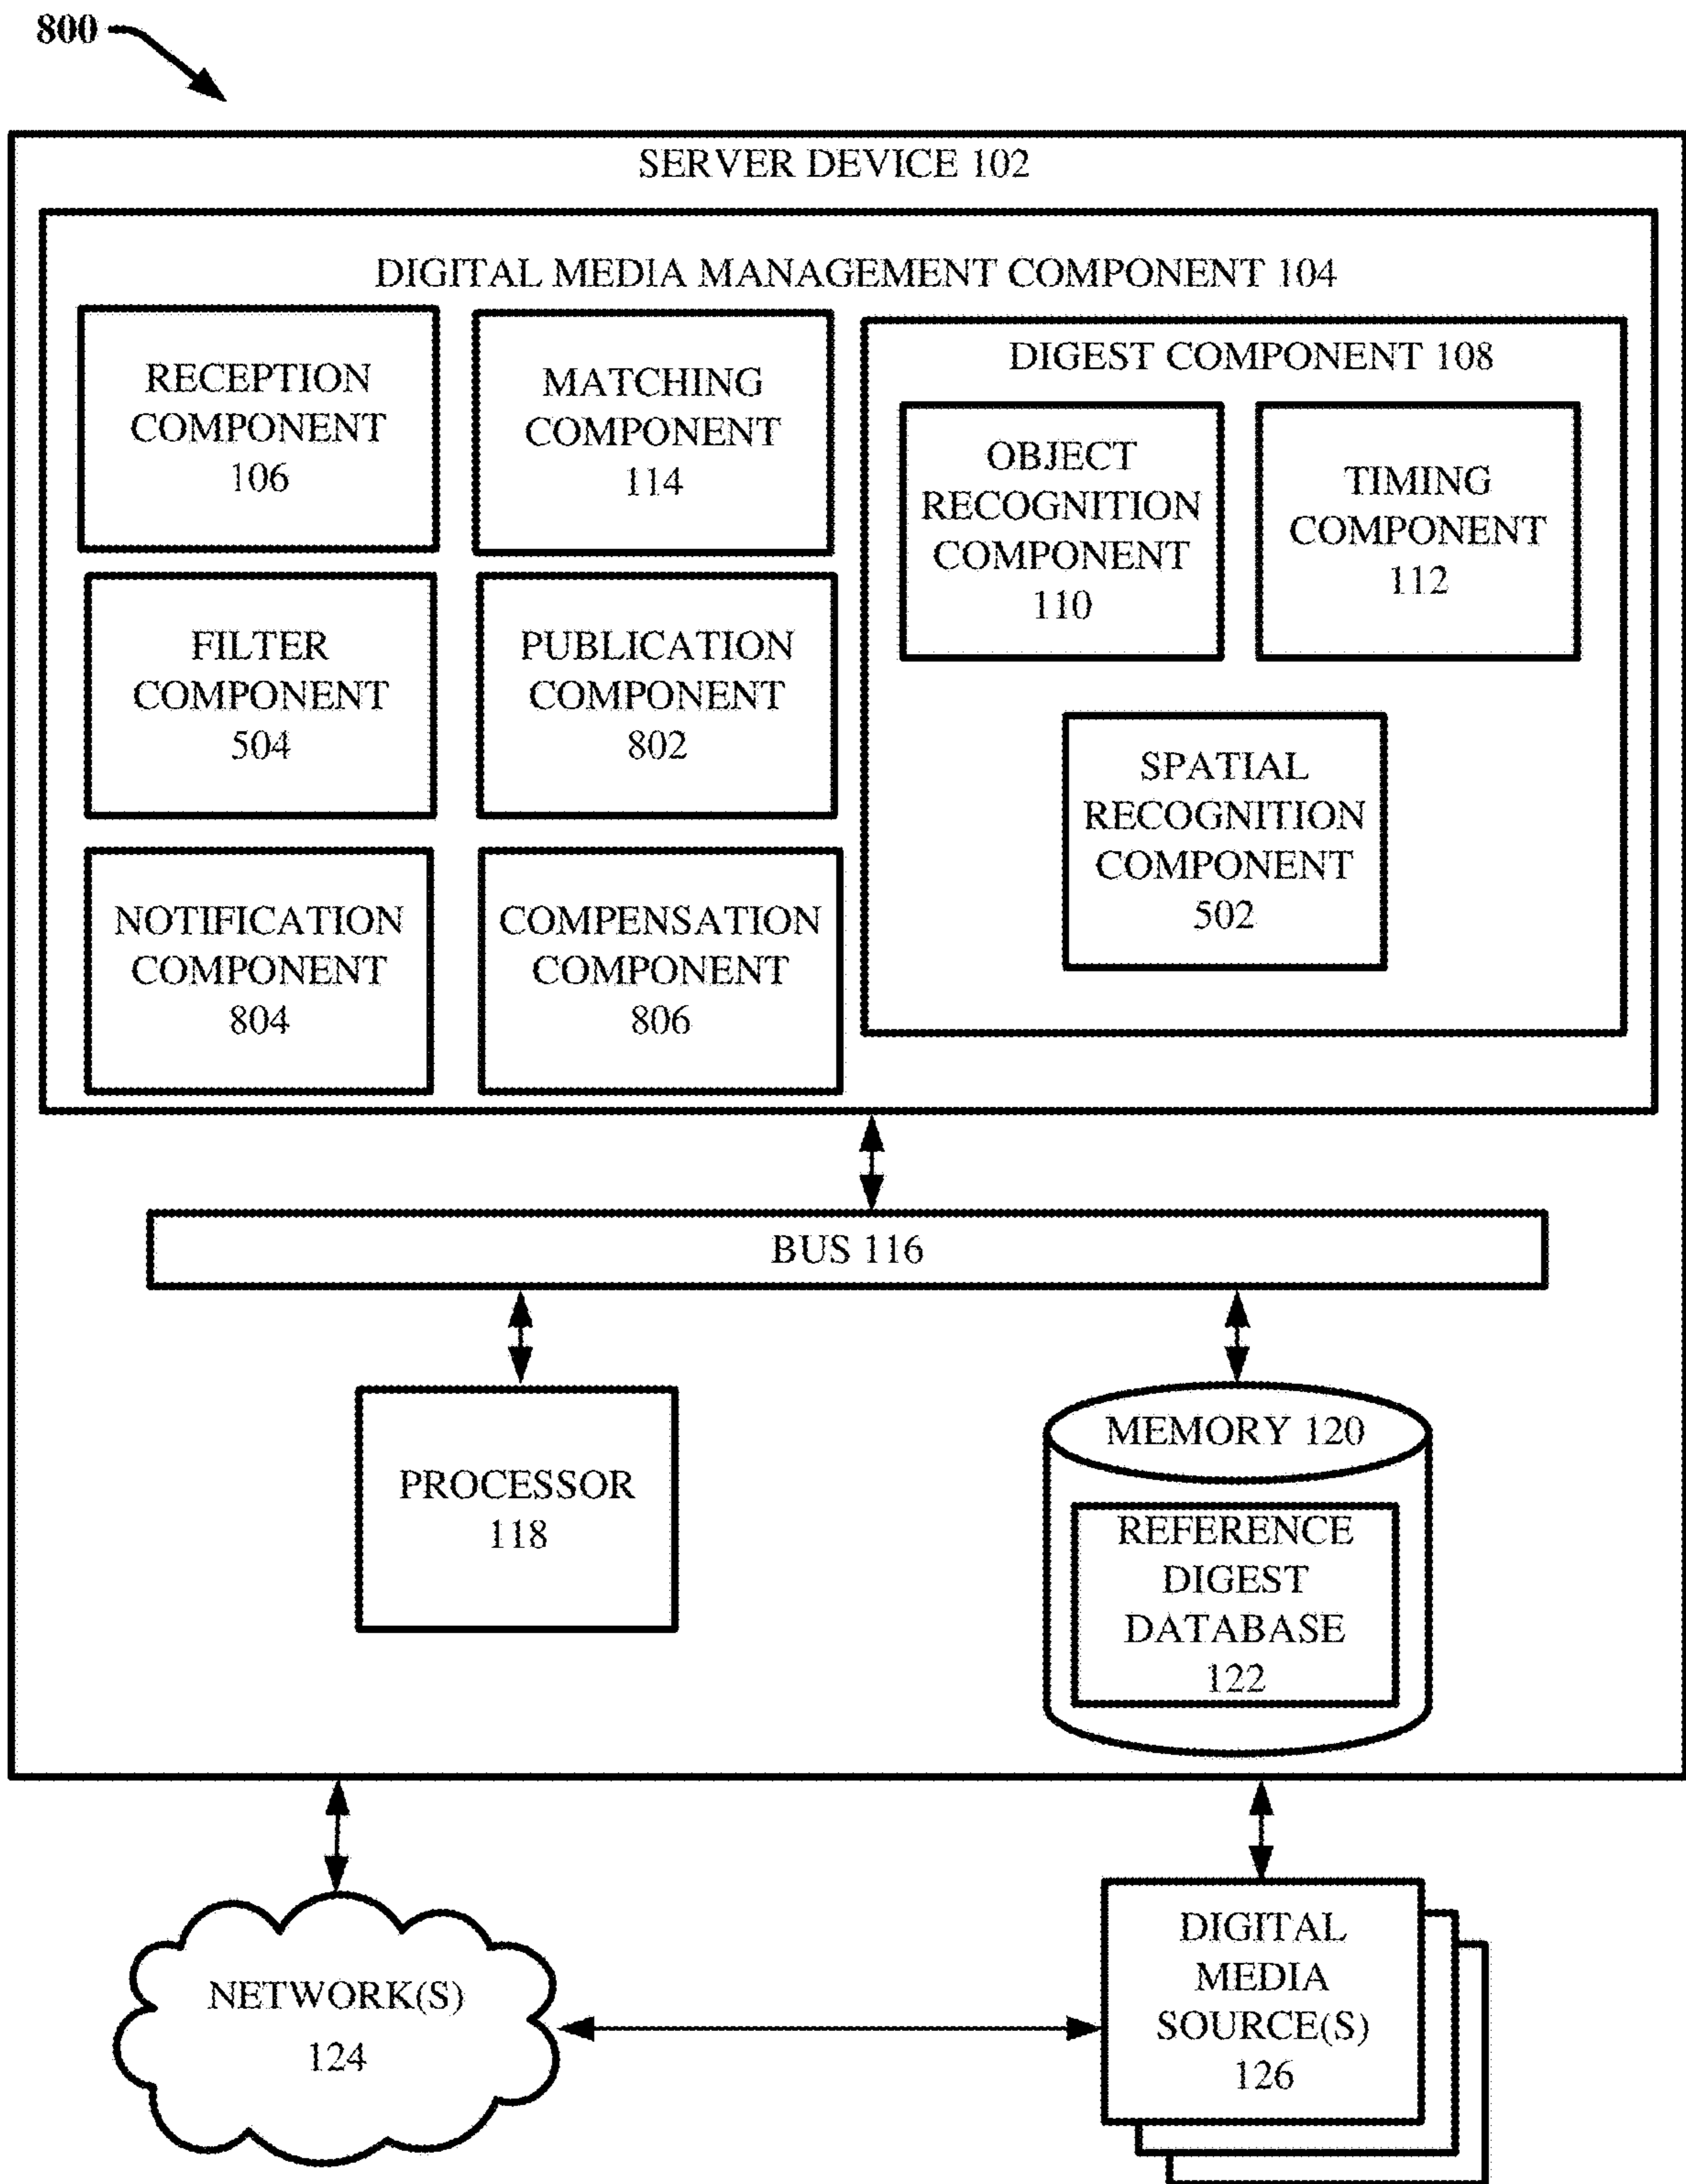 800
SERVER DEVICE 102
DIGITAL MEDIA MANAGEMENT COMPONENT 104
RECEPTION
COMPONENT
106
MATCHING
COMPONENT
114
DIGEST COMPONENT 108
OBJECT
RECOGNITION
COMPONENT
110
TIMING
COMPONENT
112
FILTER
COMPONENT
504
PUBLICATION
COMPONENT
802
SPATIAL
RECOGNITION
COMPONENT
502
NOTIFICATION
COMPONENT
804
COMPENSATION
COMPONENT
806
BUS 116
PROCESSOR
118
MEMORY 120
REFERENCE
DIGEST
DATABASE
122
NETWORK(S)
124
DIGITAL
MEDIA
SOURCE(S)
126